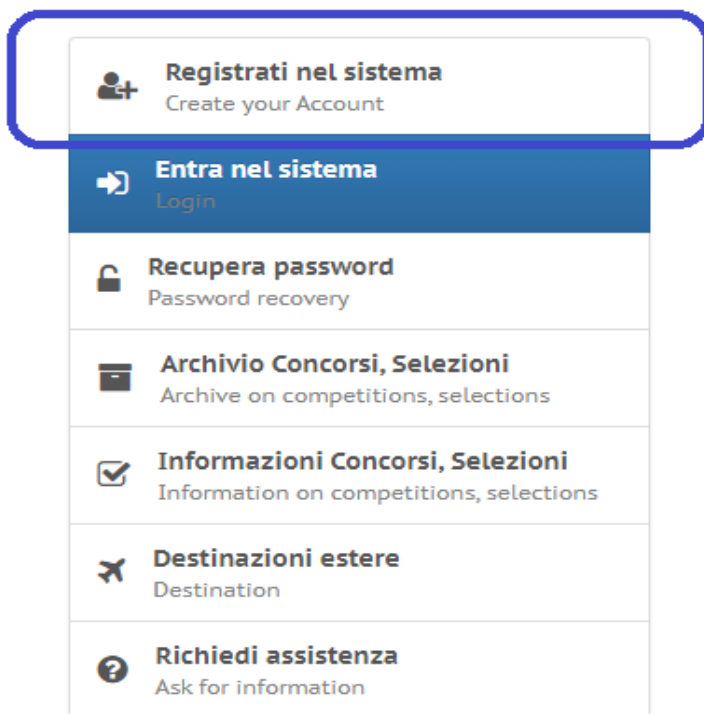 Registrati nel sistema
Create your Account
Entra nel sistema
Login
Recupera password
Password recovery
Archivio Concorsi, Selezioni
Archive on competitions, selections
Informazioni Concorsi, Selezioni
Information on competitions, selections
Destinazioni estere
Destination
Richiedi assistenza
Ask for information